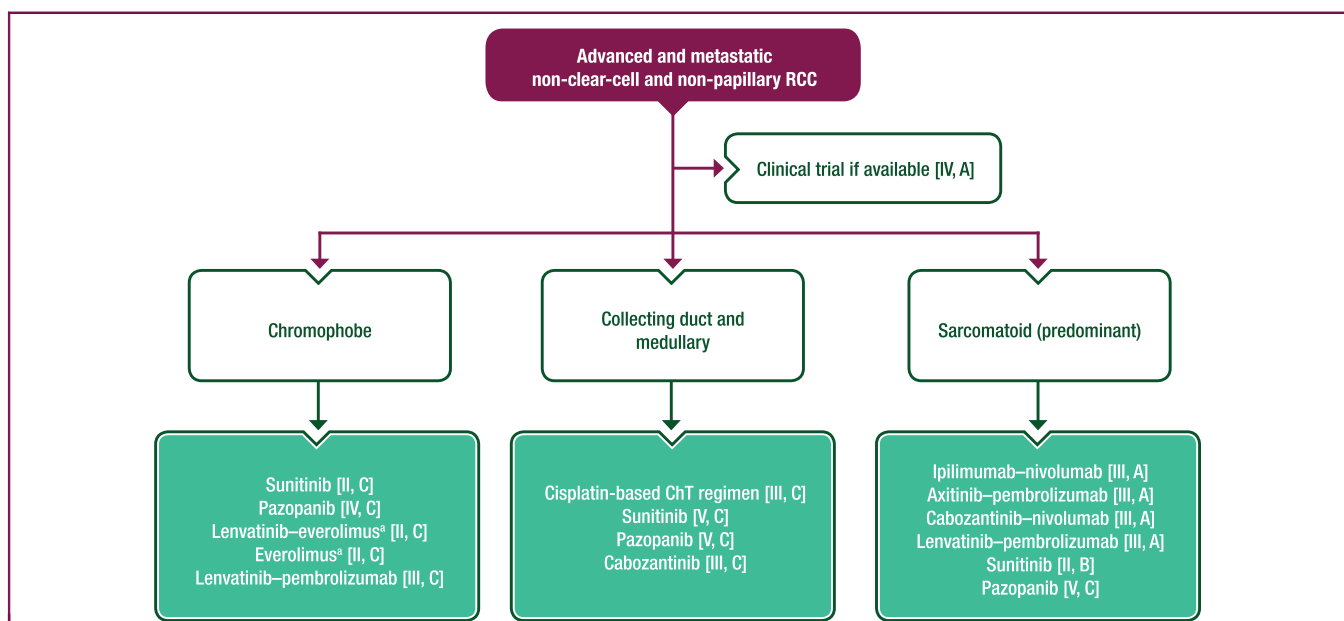 Advanced and metastatic
non-clear-cell and non-papillary RCC
Clinical trial if available [IV, A]
Chromophobe
Collecting duct and
medullary
Sarcomatoid (predominant)
Sunitinib [II, C]
Pazopanib [IV, C]
Lenvatinib–everolimusᵃ [II, C]
Everolimusᵃ [II, C]
Lenvatinib–pembrolizumab [III, C]
Cisplatin-based ChT regimen [III, C]
Sunitinib [V, C]
Pazopanib [V, C]
Cabozantinib [III, C]
Ipilimumab–nivolumab [III, A]
Axitinib–pembrolizumab [III, A]
Cabozantinib–nivolumab [III, A]
Lenvatinib–pembrolizumab [III, A]
Sunitinib [II, B]
Pazopanib [V, C]